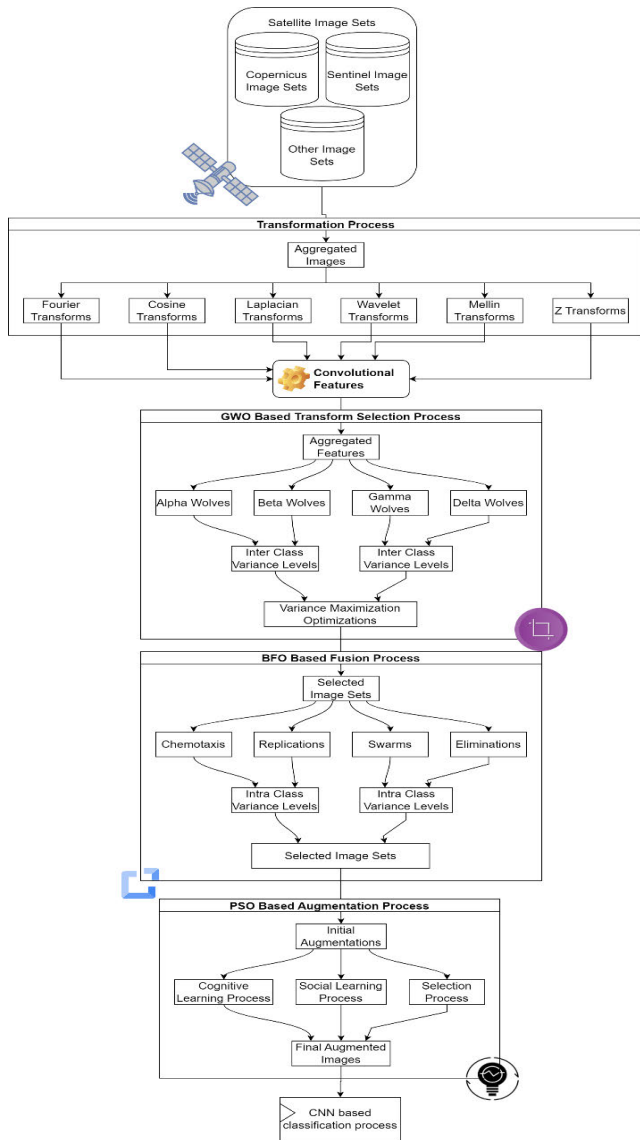 Satellite Image Sets
Copernicus
Image Sets
Sentinel Image
Sets
Other Image
Sets
Transformation Process
Aggregated
Images
Fourier
Transforms
Cosine
Transforms
Laplacian
Transforms
Wavelet
Transforms
Mellin
Transforms
Z Transforms
Convolutional
Features
GWO Based Transform Selection Process
Aggregated
Features
Alpha Wolves
Beta Wolves
Gamma
Wolves
Delta Wolves
Inter Class
Variance Levels
Inter Class
Variance Levels
Variance Maximization
Optimizations
BFO Based Fusion Process
Selected
Image Sets
Chemotaxis
Replications
Swarms
Eliminations
Intra Class
Variance Levels
Intra Class
Variance Levels
Selected Image Sets
PSO Based Augmentation Process
Initial
Augmentations
Cognitive
Learning Process
Social Learning
Process
Selection
Process
Final Augmented
Images
CNN based
classification process